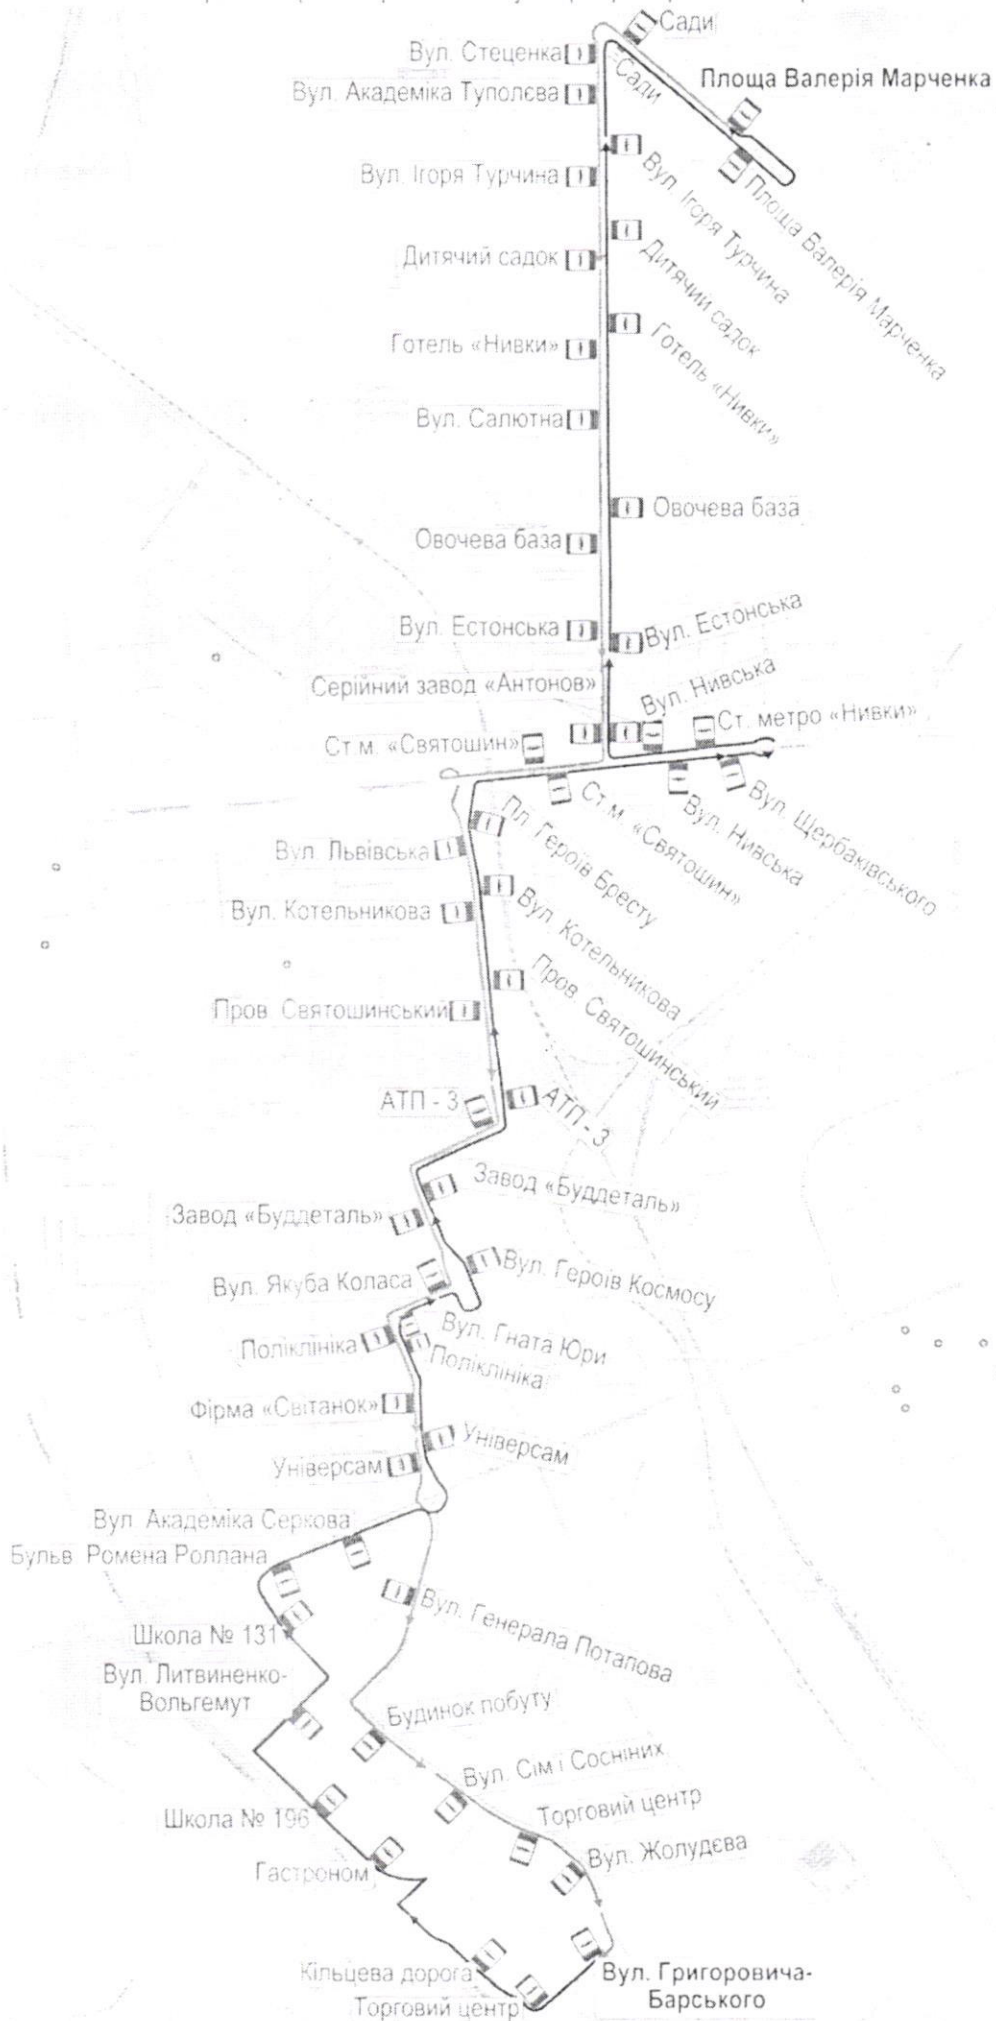 Сади
Вул. Стеценка
Сади
Площа Валерія Марченка
Вул. Академіка Туполєва
Вул. Ігоря Турчина
Вул. Ігоря Турчина
Площа Валерія Марченка
Дитячий садок
Дитячий садок
Готель «Нивки»
Готель «Нивки»
Вул. Салютна
Овочева база
Овочева база
Вул. Естонська
Вул. Естонська
Серійний завод «Антонов»
Вул. Нивська
Ст. метро «Нивки»
Ст.м. «Святошин»
Ст.м. «Святошин»
Вул. Нивська
Вул. Щербаківського
Пл. Героїв Бресту
Вул. Львівська
Вул. Котельникова
Вул. Котельникова
Пров. Святошинський
Пров. Святошинський
АТП - 3
АТП - 3
Завод «Буддеталь»
Завод «Буддеталь»
Вул. Якуба Коласа
Вул. Героїв Космосу
Вул. Гната Юри
Поліклініка
Поліклініка
Фірма «Світанок»
Універсам
Універсам
Вул. Академіка Серкова
Бульв. Ромена Роллана
Вул. Генерала Потапова
Школа № 131
Вул. Литвиненко-
Вольгемут
Будинок побуту
Вул. Сім'ї Сосніних
Торговий центр
Школа № 196
Вул. Жолудєва
Гастроном
Кільцева дорога
Вул. Григоровича-
Барського
Торговий центр